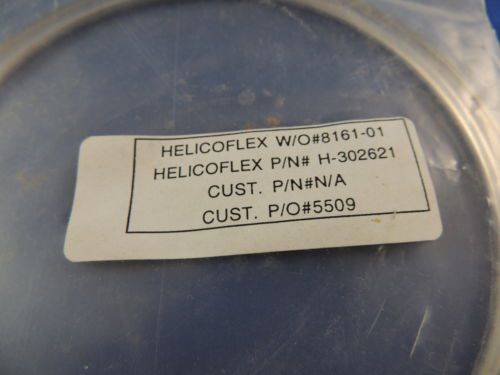 HELICOFLEX W/O#8161-01
HELICOFLEX P/N# H-302621
CUST. P/N#N/A
CUST. P/O#5509